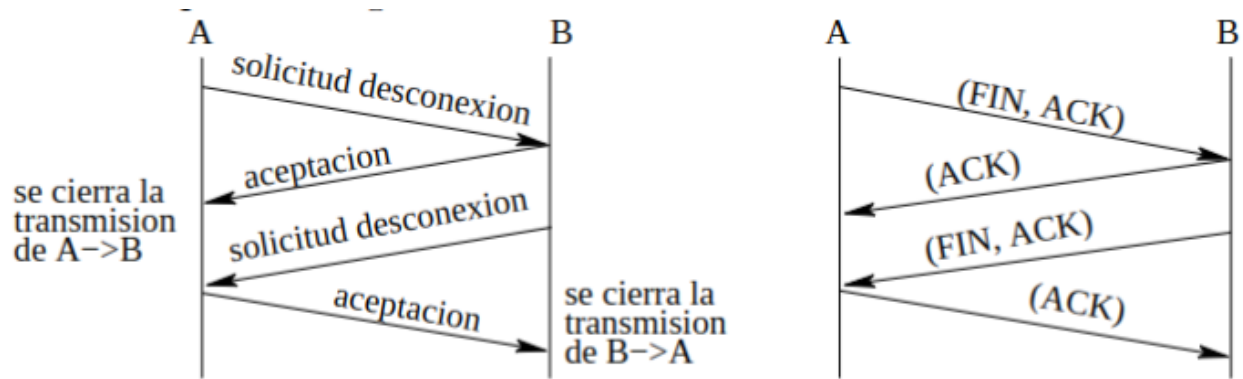 A
B
solicitud desconexion
aceptacion
se cierra la
transmision
de A−>B
solicitud desconexion
aceptacion
se cierra la
transmision
de B−>A
A
B
(FIN, ACK)
(ACK)
(FIN, ACK)
(ACK)